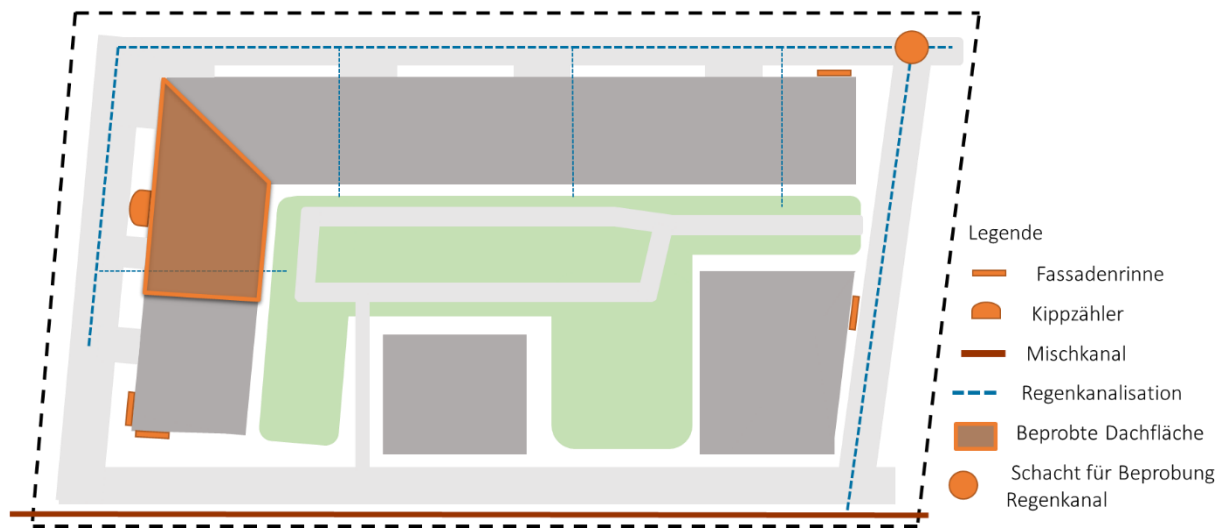 Legende
Fassadenrinne
Kippzähler
Mischkanal
Regenkanalisation
Beprobte Dachfläche
Schacht für Beprobung
Regenkanal